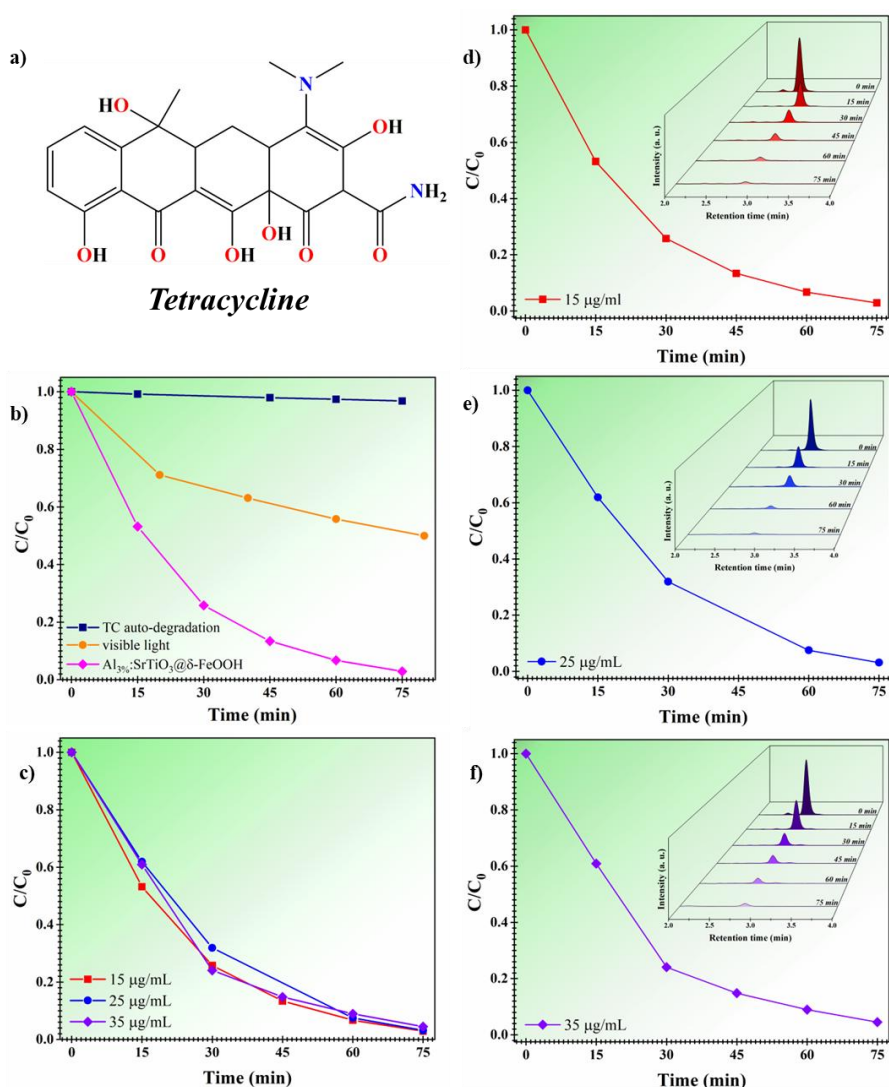 a)
N
HO
OH
NH2
OH
O
OH
OH
O
O
Tetracycline
b)
C/C0
1.0
0.8
0.6
0.4
0.2
0.0
TC auto-degradation
visible light
Al3%:SrTiO3@δ-FeOOH
0 15 30 45 60 75
Time (min)
c)
C/C0
1.0
0.8
0.6
0.4
0.2
0.0
15 μg/mL
25 μg/mL
35 μg/mL
0 15 30 45 60 75
Time (min)
d)
C/C0
1.0
0.8
0.6
0.4
0.2
0.0
Intensity (a. u.)
0 min
15 min
30 min
45 min
60 min
75 min
2.0 2.5 3.0 3.5 4.0
Retention time (min)
15 μg/ml
0 15 30 45 60 75
Time (min)
e)
C/C0
1.0
0.8
0.6
0.4
0.2
0.0
Intensity (a. u.)
0 min
15 min
30 min
60 min
75 min
2.0 2.5 3.0 3.5 4.0
Retention time (min)
25 μg/mL
0 15 30 45 60 75
Time (min)
f)
C/C0
1.0
0.8
0.6
0.4
0.2
0.0
Intensity (a. u.)
0 min
15 min
30 min
45 min
60 min
75 min
2.0 2.5 3.0 3.5 4.0
Retention time (min)
35 μg/mL
0 15 30 45 60 75
Time (min)